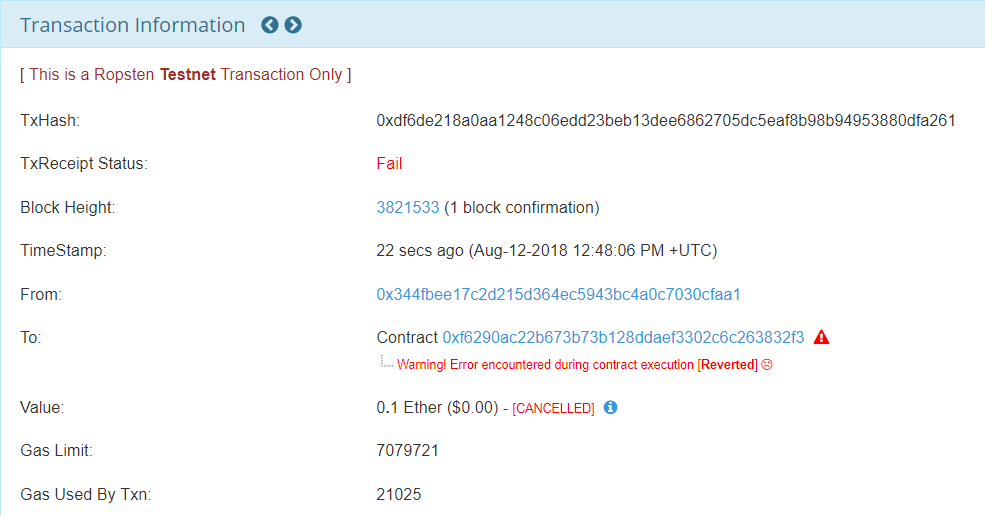 Transaction Information
[ This is a Ropsten Testnet Transaction Only ]
TxHash: 0xdf6de218a0aa1248c06edd23beb13dee6862705dc5eaf8b98b94953880dfa261
TxReceipt Status: Fail
Block Height: 3821533 (1 block confirmation)
TimeStamp: 22 secs ago (Aug-12-2018 12:48:06 PM +UTC)
From: 0x344fbee17c2d215d364ec5943bc4a0c7030cfaa1
To: Contract 0xf6290ac22b673b73b128ddaef3302c6c263832f3
Warning! Error encountered during contract execution [Reverted]
Value: 0.1 Ether ($0.00) - [CANCELLED]
Gas Limit: 7079721
Gas Used By Txn: 21025